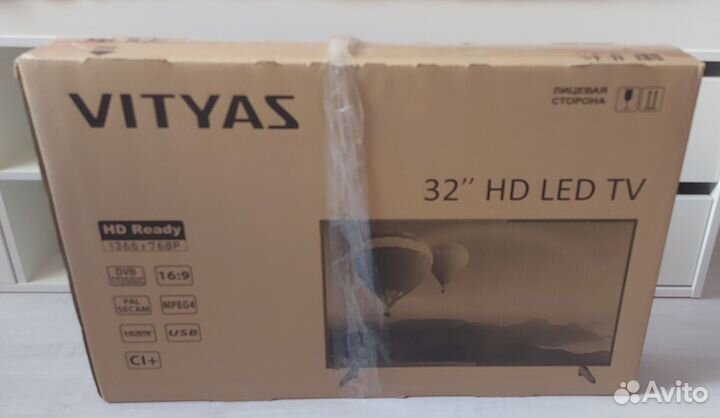 VITYAS
ЛИЦЕВАЯ
СТОРОНА
32" HD LED TV
HD Ready
1366x768P
DVB
16:9
PAL
SECAM
MPEG4
HDMI
USB
CI+
Avito